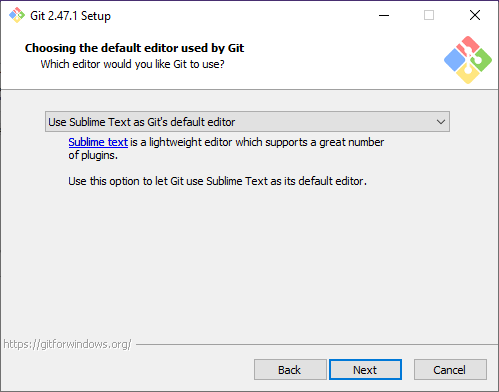 Git 2.47.1 Setup
Choosing the default editor used by Git
Which editor would you like Git to use?
Use Sublime Text as Git's default editor
Sublime text is a lightweight editor which supports a great number
of plugins.
Use this option to let Git use Sublime Text as its default editor.
https://gitforwindows.org/
Back
Next
Cancel